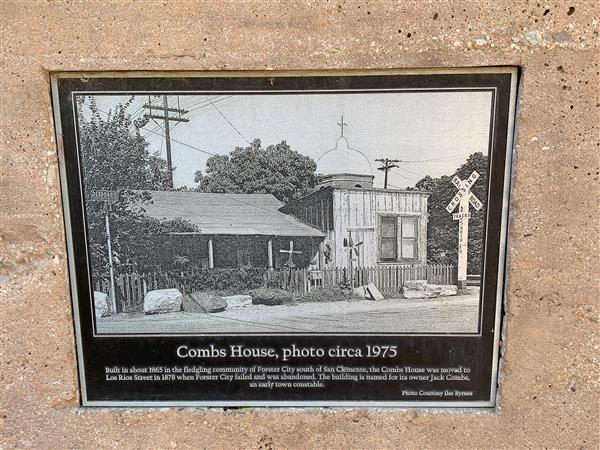 RAIL
CROSSING
ROAD
2
TRACKS
Combs House, photo circa 1975
Built in about 1865 in the fledgling community of Forster City south of San Clemente, the Combs House was moved to
Los Rios Street in 1878 when Forster City failed and was abandoned. The building is named for its owner Jack Combs,
an early town constable.
Photo Courtesy Ilse Byrnes